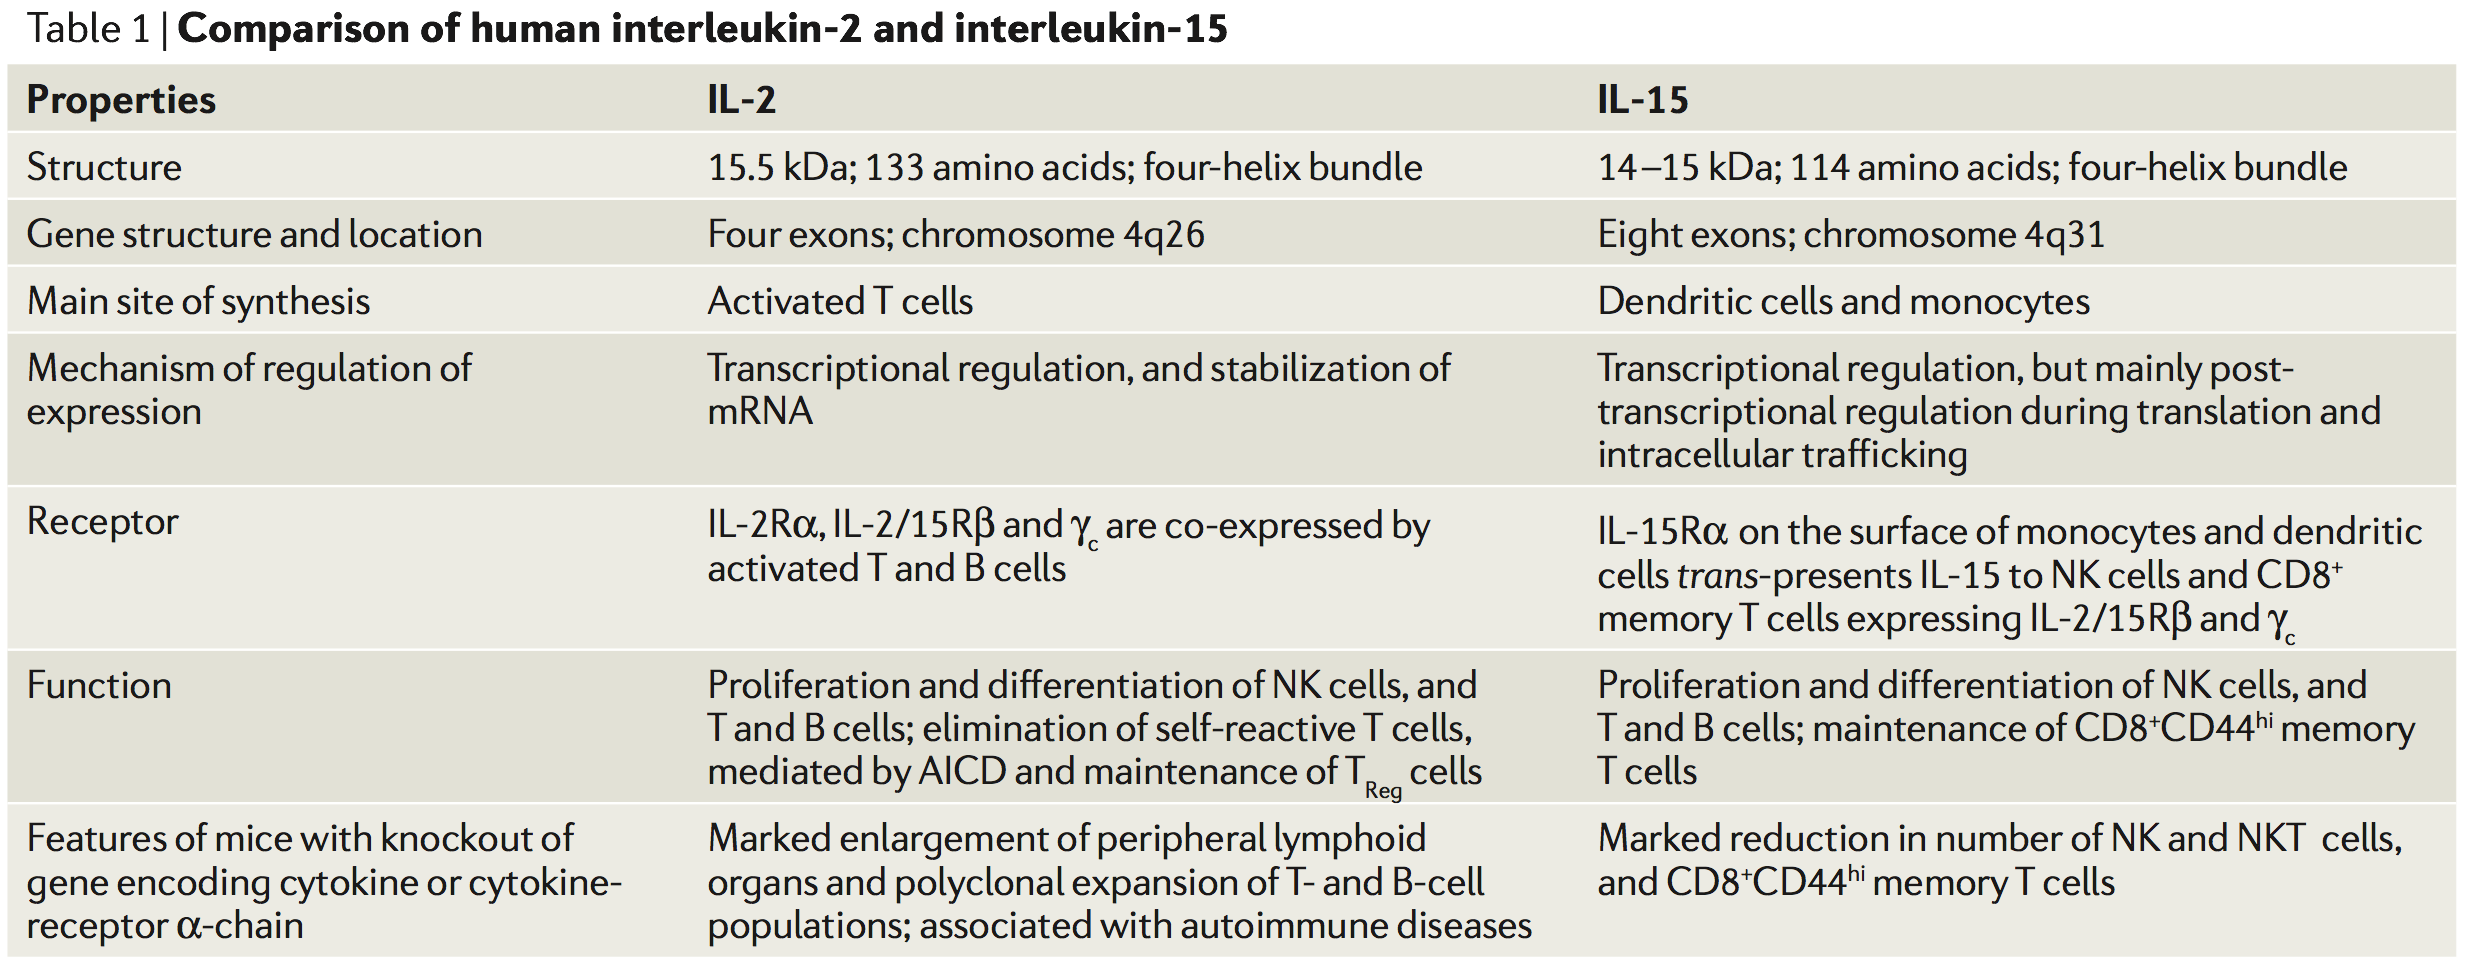 Table 1 | Comparison of human interleukin-2 and interleukin-15
Properties IL-2 IL-15
Structure 15.5 kDa; 133 amino acids; four-helix bundle 14–15 kDa; 114 amino acids; four-helix bundle
Gene structure and location Four exons; chromosome 4q26 Eight exons; chromosome 4q31
Main site of synthesis Activated T cells Dendritic cells and monocytes
Mechanism of regulation of
expression
Transcriptional regulation, and stabilization of
mRNA
Transcriptional regulation, but mainly post-
transcriptional regulation during translation and
intracellular trafficking
Receptor
IL-2Rα, IL-2/15Rβ and γc are co-expressed by
activated T and B cells
IL-15Rα on the surface of monocytes and dendritic
cells trans-presents IL-15 to NK cells and CD8+
memory T cells expressing IL-2/15Rβ and γc
Function
Proliferation and differentiation of NK cells, and
T and B cells; elimination of self-reactive T cells,
mediated by AICD and maintenance of TReg cells
Proliferation and differentiation of NK cells, and
T and B cells; maintenance of CD8+CD44hi memory
T cells
Features of mice with knockout of
gene encoding cytokine or cytokine-
receptor α-chain
Marked enlargement of peripheral lymphoid
organs and polyclonal expansion of T- and B-cell
populations; associated with autoimmune diseases
Marked reduction in number of NK and NKT cells,
and CD8+CD44hi memory T cells